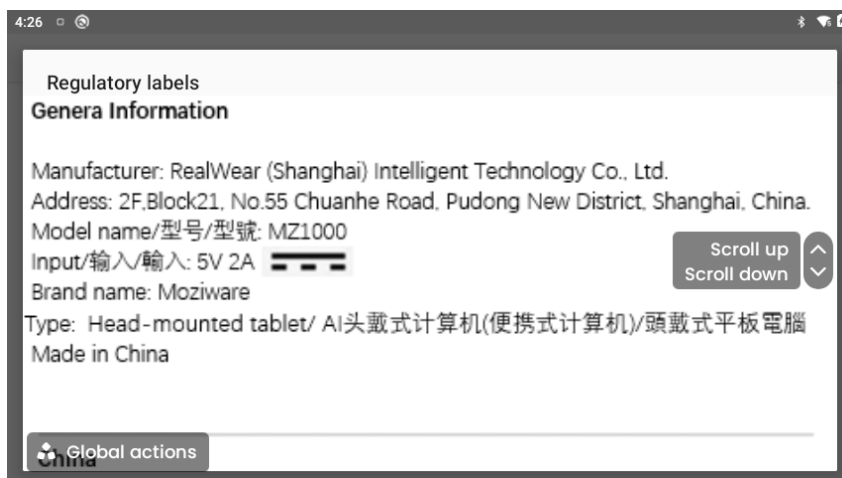 4:26
Regulatory labels
Genera Information
Manufacturer: RealWear (Shanghai) Intelligent Technology Co., Ltd.
Address: 2F,Block21, No.55 Chuanhe Road, Pudong New District, Shanghai, China.
Model name/型号/型號: MZ1000
Input/输入/輸入: 5V 2A
Scroll up
Scroll down
Brand name: Moziware
Type: Head-mounted tablet/ AI头戴式计算机(便携式计算机)/頭戴式平板電腦
Made in China
Global actions
China